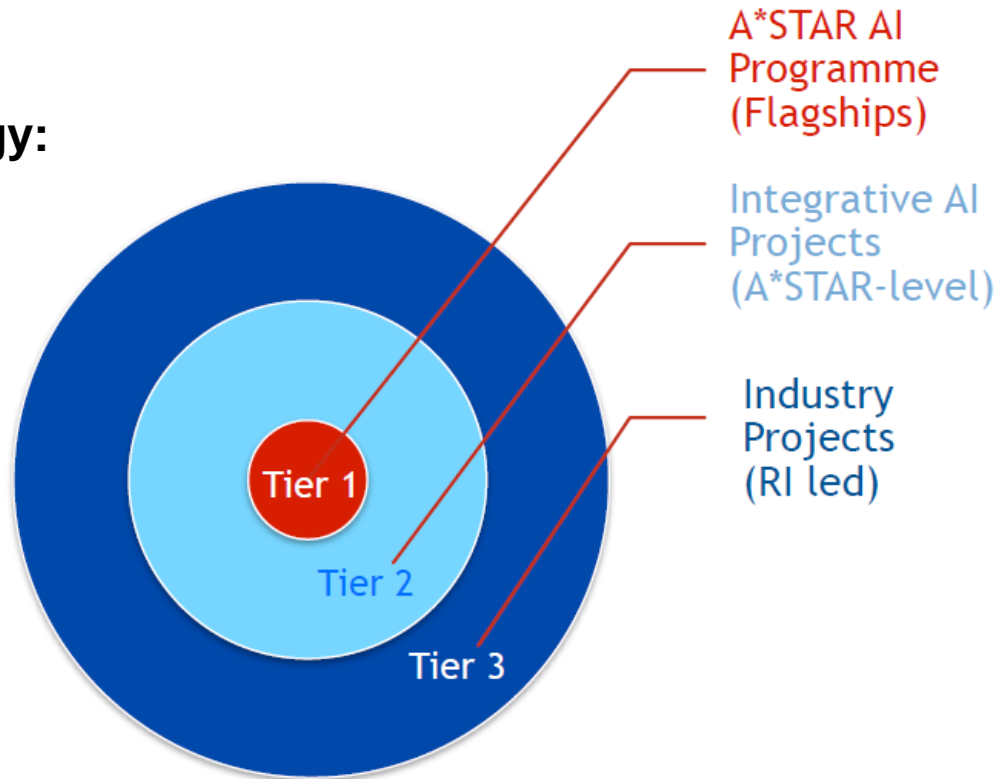 A*STAR AI
Programme
(Flagships)
gy:
Integrative AI
Projects
(A*STAR-level)
Industry
Projects
(RI led)
Tier 1
Tier 2
Tier 3